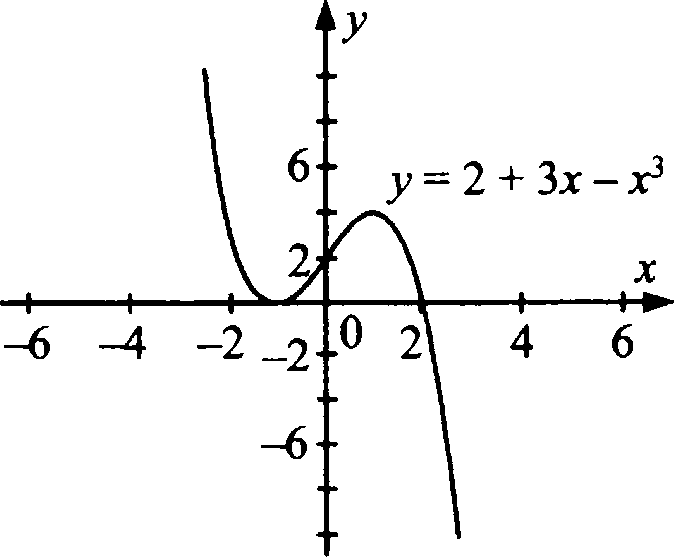 y
6
y = 2 + 3x – x³
2
x
–6 –4 –2 0 2 4 6
–2
–6